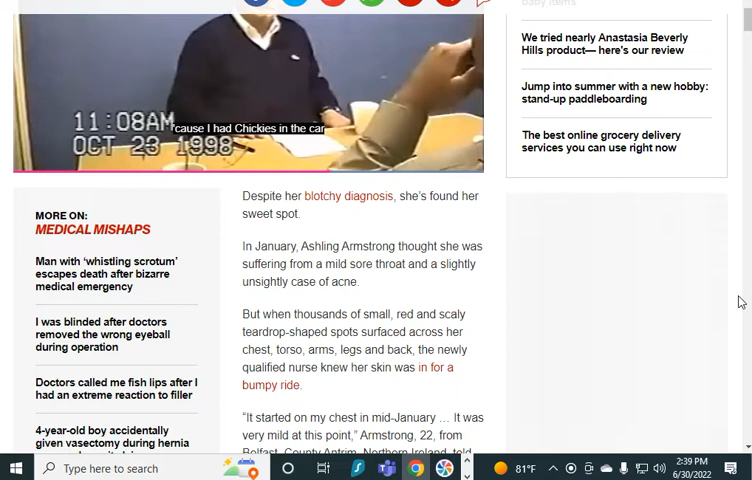 baby items
We tried nearly Anastasia Beverly
Hills product— here's our review
Jump into summer with a new hobby:
stand-up paddleboarding
The best online grocery delivery
services you can use right now
11:08AM
'cause I had Chickies in the car
OCT 23 1998
Despite her blotchy diagnosis, she's found her
sweet spot.
In January, Ashling Armstrong thought she was
suffering from a mild sore throat and a slightly
unsightly case of acne.
But when thousands of small, red and scaly
teardrop-shaped spots surfaced across her
chest, torso, arms, legs and back, the newly
qualified nurse knew her skin was in for a
bumpy ride.
“It started on my chest in mid-January … It was
very mild at this point,” Armstrong, 22, from
Belfast, County Antrim, Northern Ireland, told
MORE ON:
MEDICAL MISHAPS
Man with ‘whistling scrotum’
escapes death after bizarre
medical emergency
I was blinded after doctors
removed the wrong eyeball
during operation
Doctors called me fish lips after I
had an extreme reaction to filler
4-year-old boy accidentally
given vasectomy during hernia
Type here to search
81°F
2:39 PM
6/30/2022